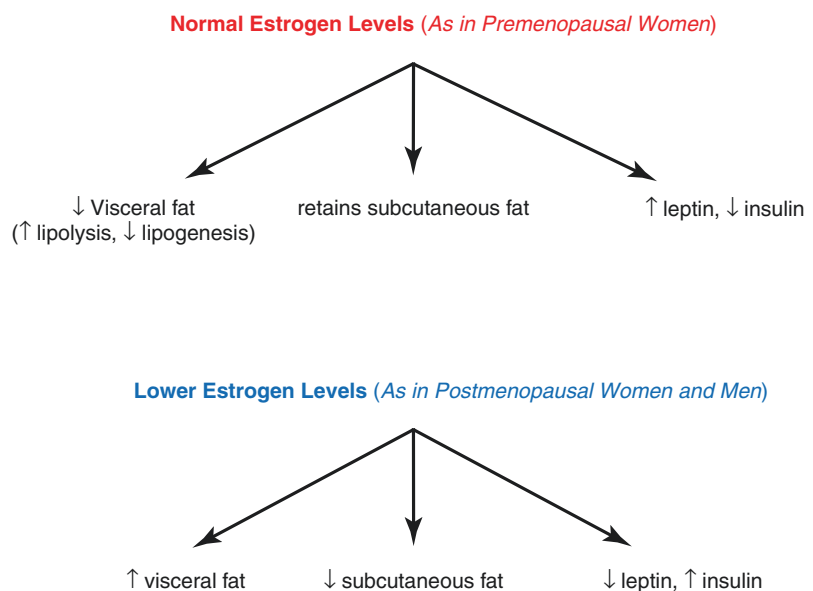 Normal Estrogen Levels (As in Premenopausal Women)
↓ Visceral fat
(↑ lipolysis, ↓ lipogenesis)
retains subcutaneous fat
↑ leptin, ↓ insulin
Lower Estrogen Levels (As in Postmenopausal Women and Men)
↑ visceral fat
↓ subcutaneous fat
↓ leptin, ↑ insulin